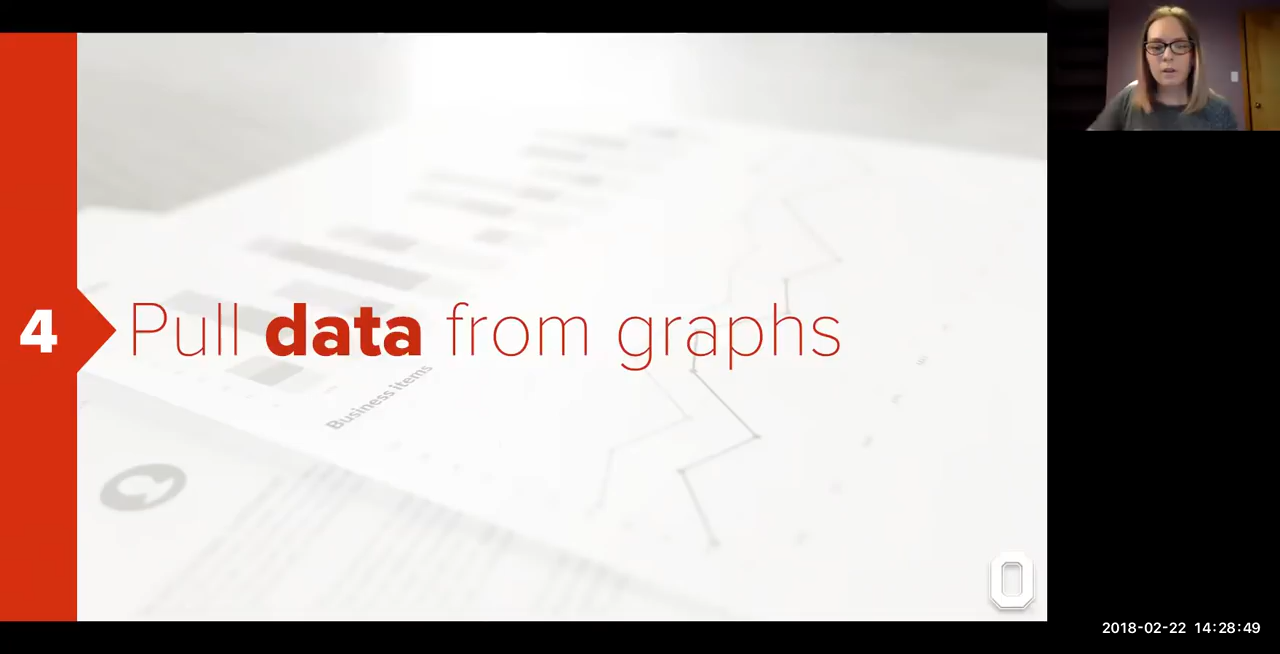 4
Pull data from graphs
Business items
O
2018-02-22 14:28:49